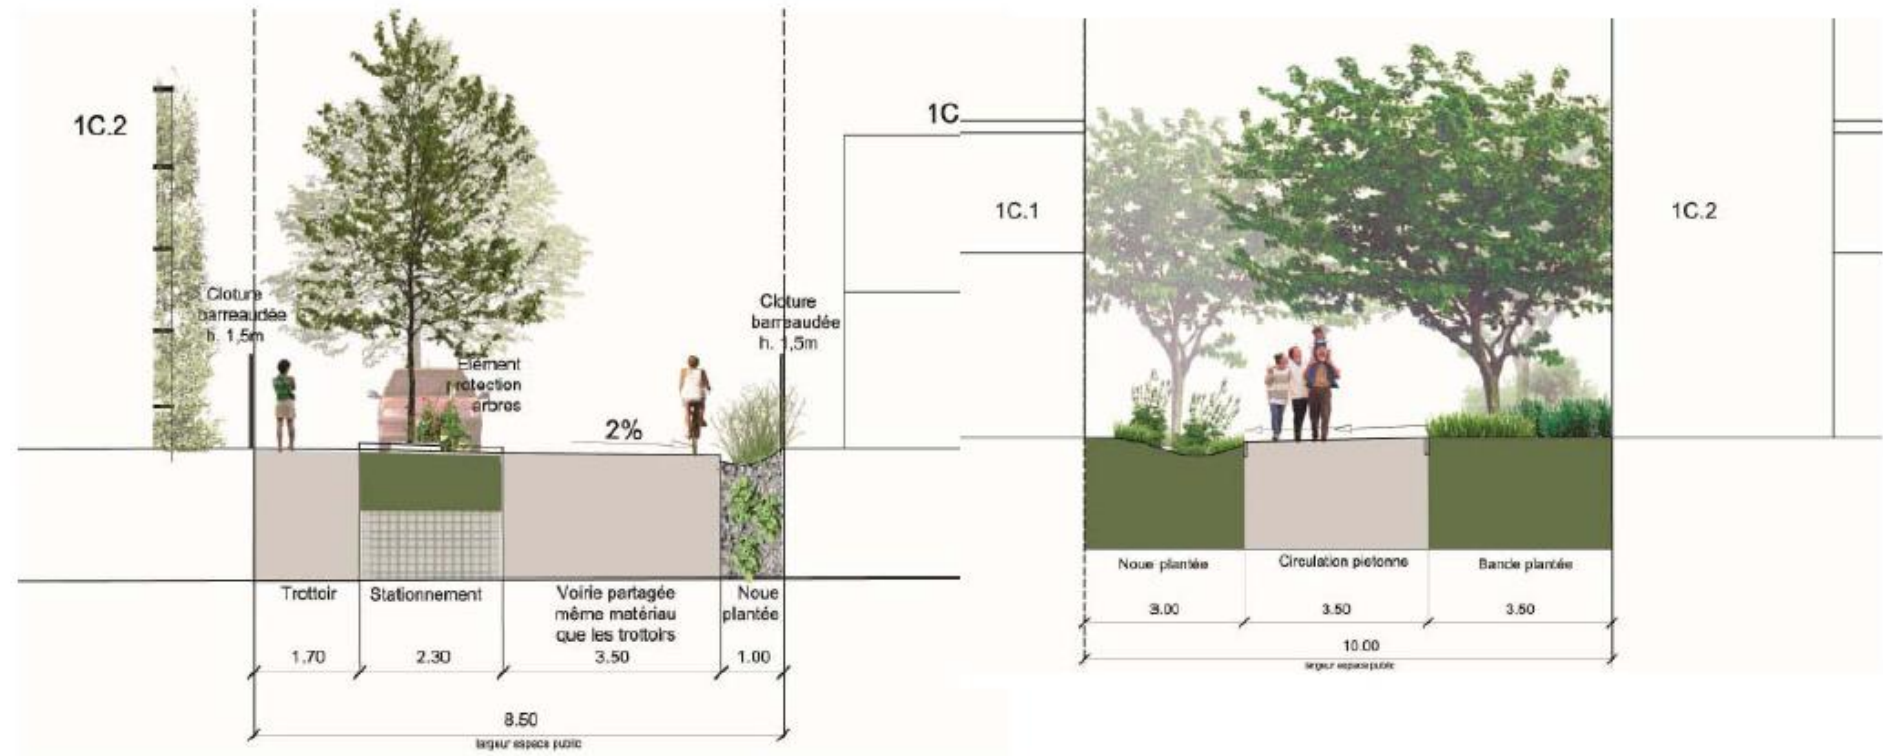 1C.2
Cloture
barreaudée
h. 1,5m
Elément
protection
arbres
2%
Cloture
barreaudée
h. 1,5m
1C
Trottoir
Stationnement
Voirie partagée
même matériau
que les trottoirs
Noue
plantée
1.70
2.30
3.50
1.00
8.50
largeur espace public
1C.1
1C.2
Noue plantée
Circulation pietonne
Bande plantée
3.00
3.50
3.50
10.00
largeur espace public